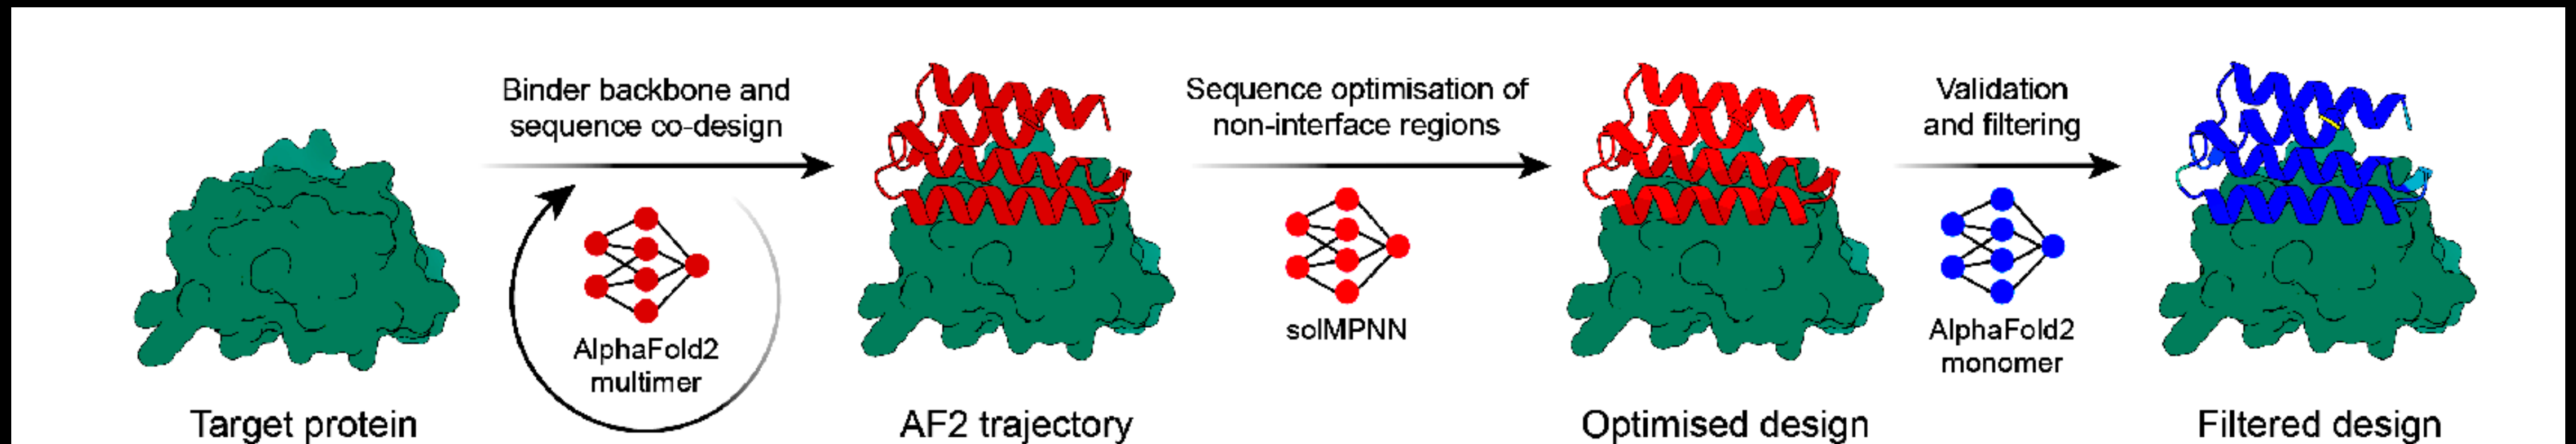 Binder backbone and
sequence co-design
Sequence optimisation of
non-interface regions
Validation
and filtering
AlphaFold2
multimer
solMPNN
AlphaFold2
monomer
Target protein
AF2 trajectory
Optimised design
Filtered design